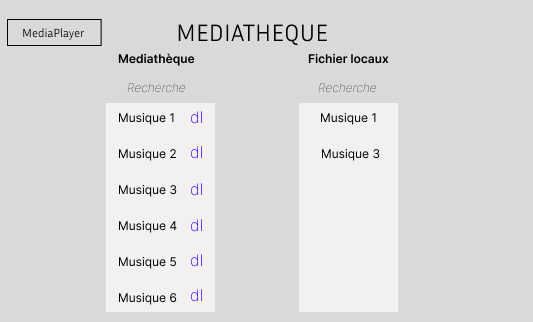 MediaPlayer
MEDIATHEQUE
Mediathèque
Recherche
Musique 1 dl
Musique 2 dl
Musique 3 dl
Musique 4 dl
Musique 5 dl
Musique 6 dl
Fichier locaux
Recherche
Musique 1
Musique 3